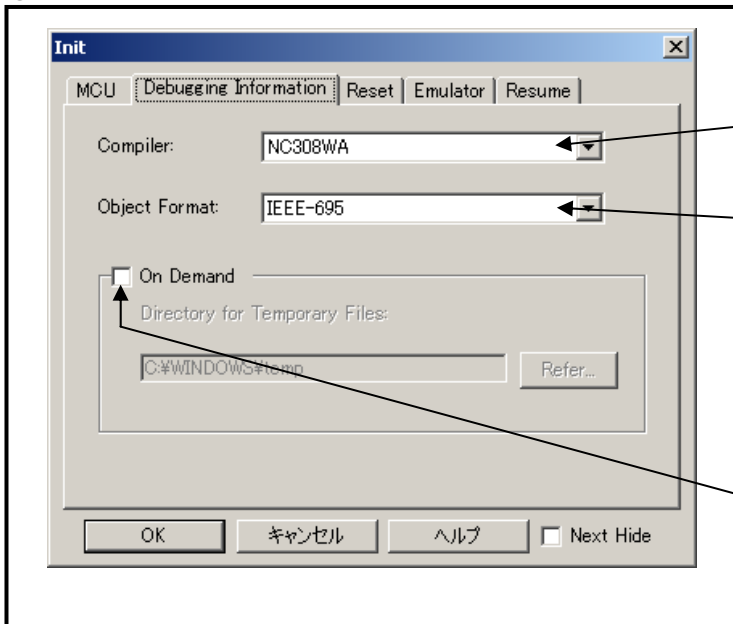 Init
MCU Debugging Information Reset Emulator Resume
Compiler: NC308WA
Object Format: IEEE-695
On Demand
Directory for Temporary Files:
C:¥WINDOWS¥temp Refer...
OK キャンセル ヘルプ Next Hide